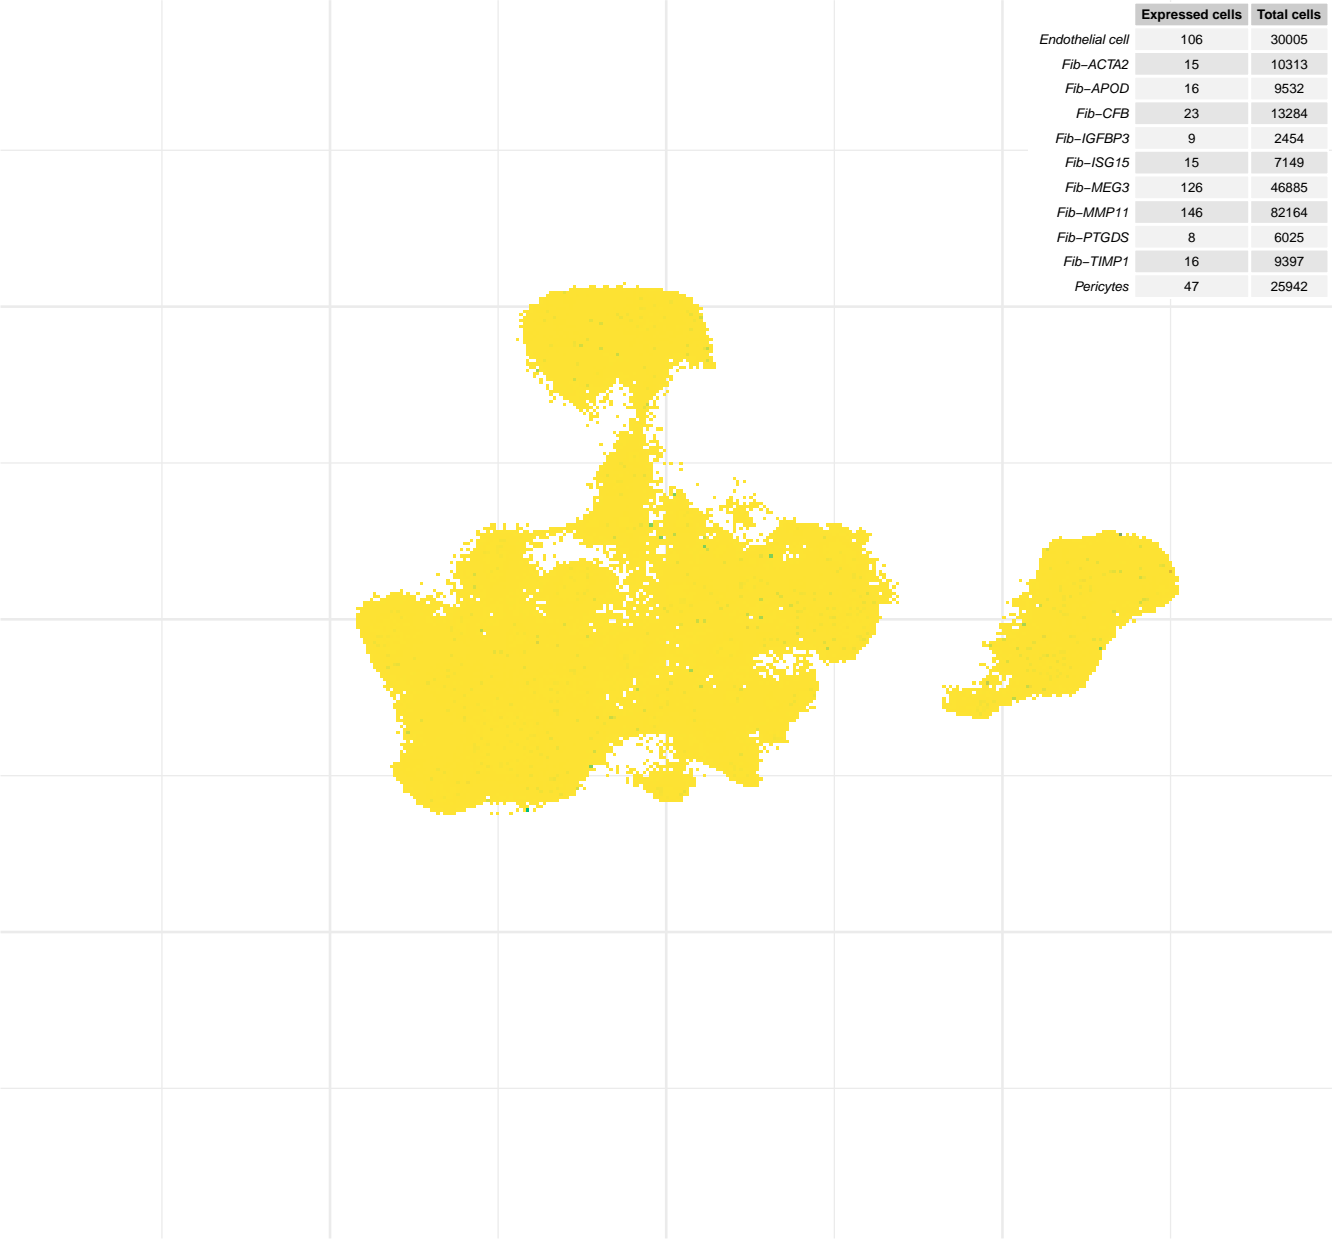 Expressed cells Total cells
Endothelial cell 106 30005
Fib−ACTA2 15 10313
Fib−APOD 16 9532
Fib−CFB 23 13284
Fib−IGFBP3 9 2454
Fib−ISG15 15 7149
Fib−MEG3 126 46885
Fib−MMP11 146 82164
Fib−PTGDS 8 6025
Fib−TIMP1 16 9397
Pericytes 47 25942